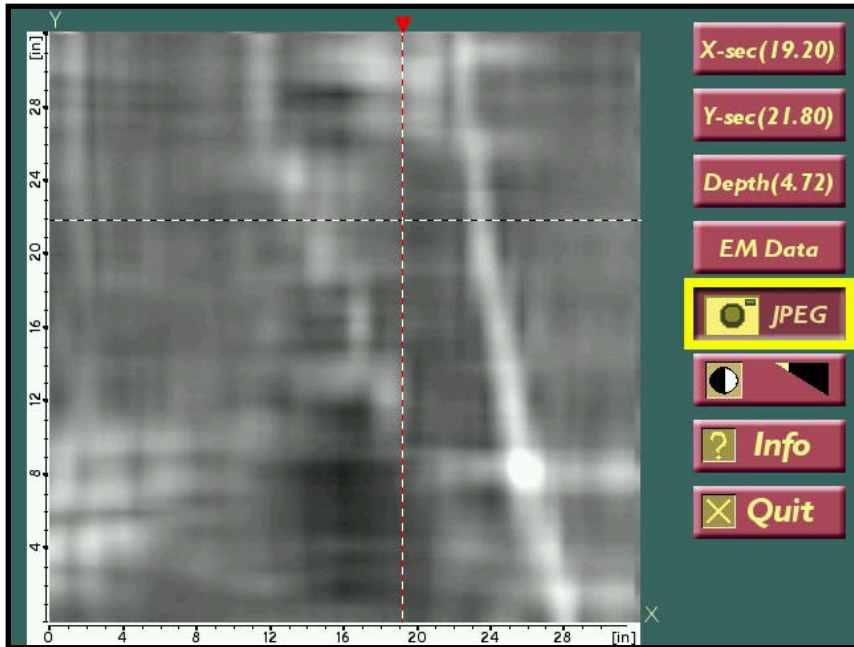 Y
[in]
28
24
20
16
12
8
4
0 4 8 12 16 20 24 28 [in]
X
X-sec(19.20)
Y-sec(21.80)
Depth(4.72)
EM Data
JPEG
? Info
Quit